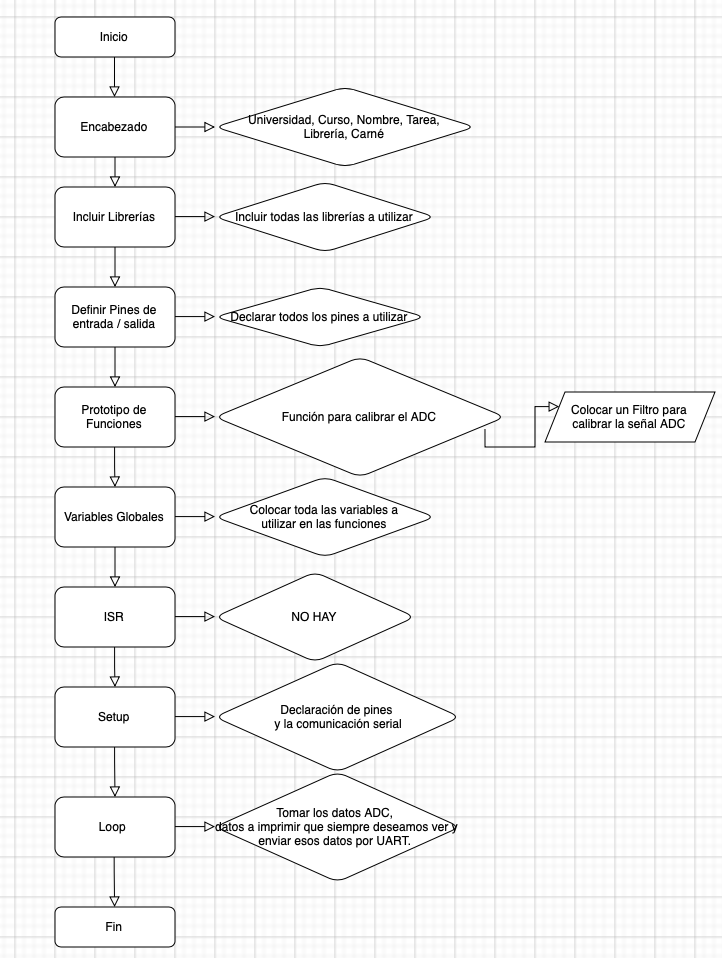 Inicio
Encabezado
Universidad, Curso, Nombre, Tarea,
Librería, Carné
Incluir Librerías
Incluir todas las librerías a utilizar
Definir Pines de
entrada / salida
Declarar todos los pines a utilizar
Prototipo de
Funciones
Función para calibrar el ADC
Colocar un Filtro para
calibrar la señal ADC
Variables Globales
Colocar toda las variables a
utilizar en las funciones
ISR
NO HAY
Setup
Declaración de pines
y la comunicación serial
Loop
Tomar los datos ADC,
datos a imprimir que siempre deseamos ver y
enviar esos datos por UART.
Fin